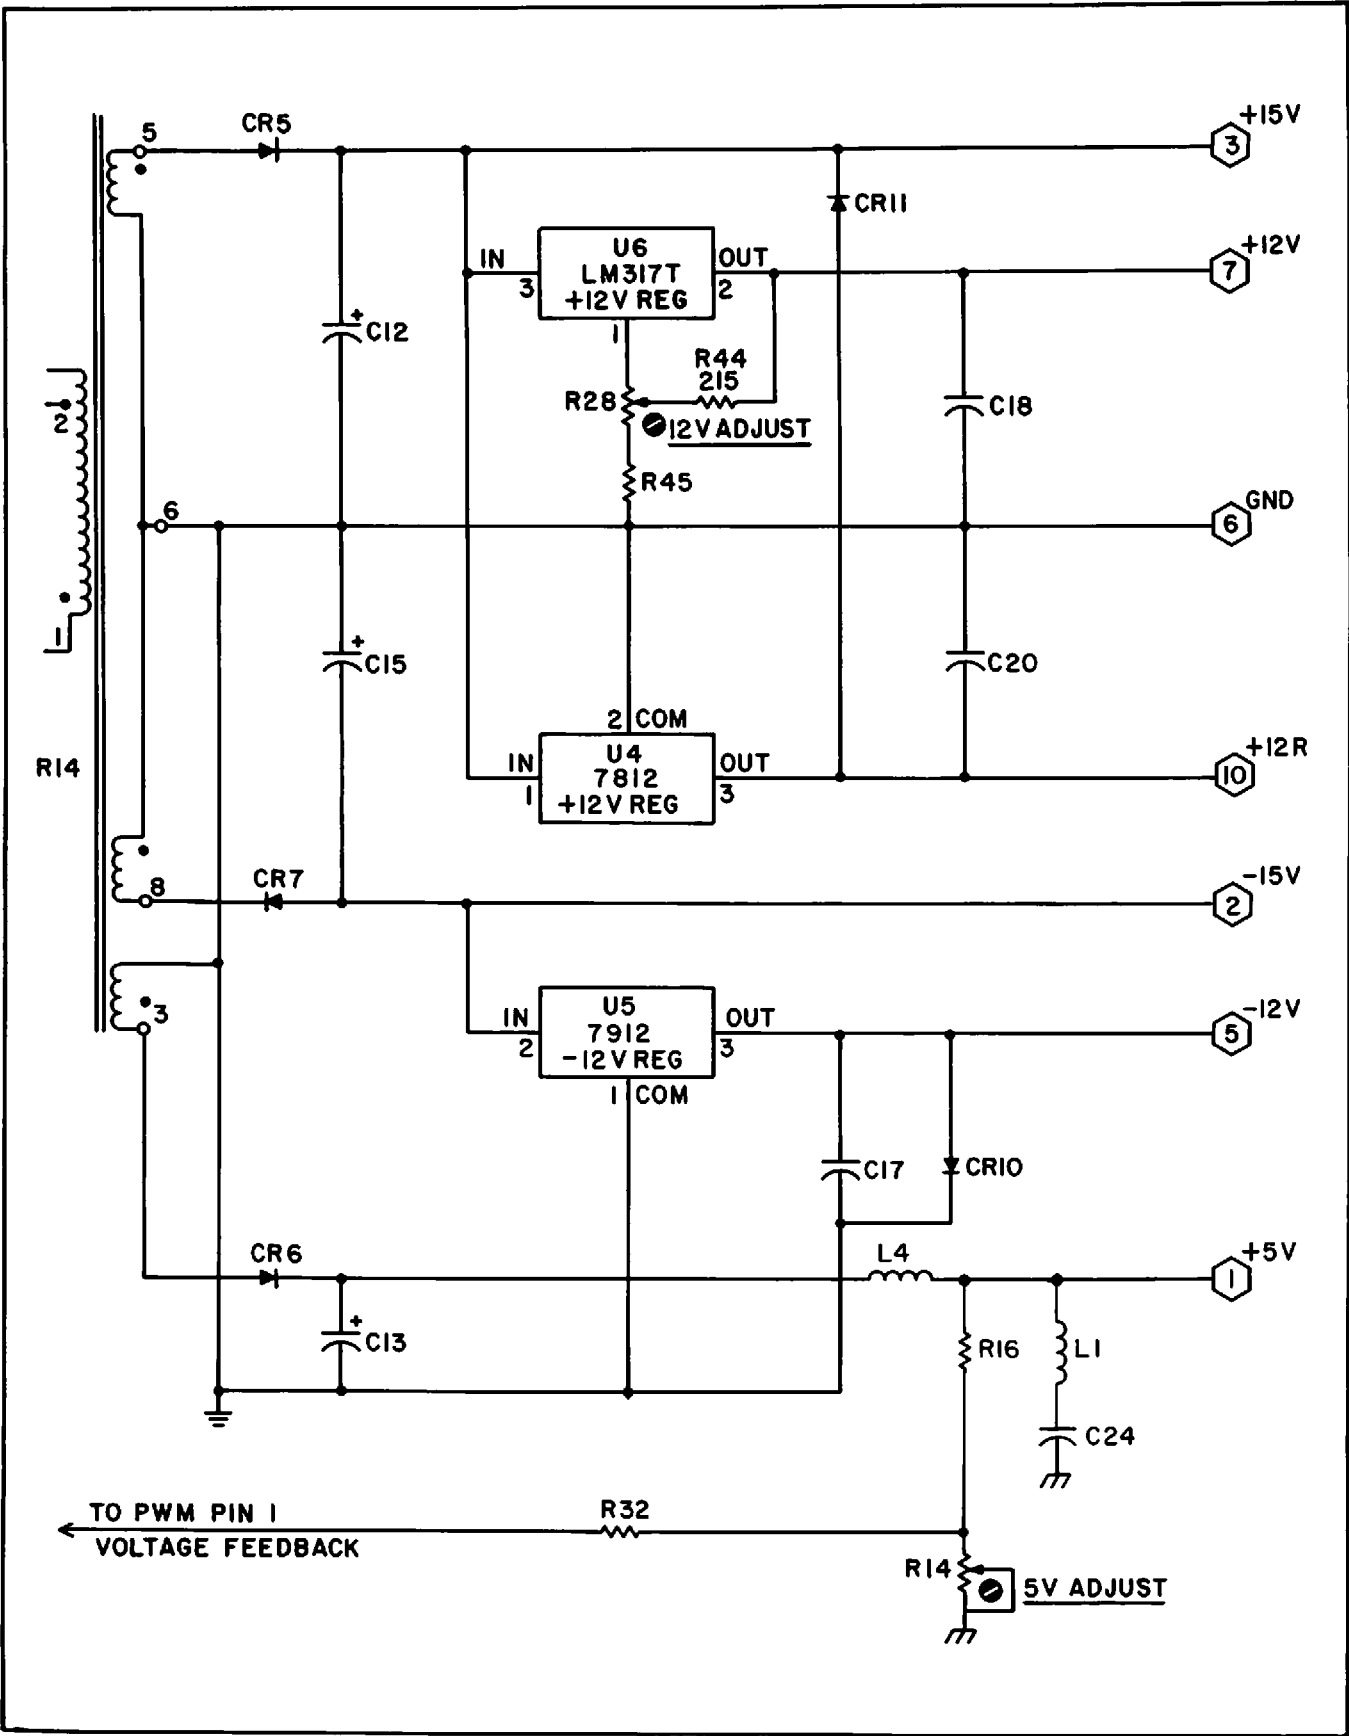 +15V
5
CR5
3
CR11
+12V
U6
IN
OUT
LM317T
7
3
2
+12V REG
+
C12
1
R44
215
R28
C18
2
12V ADJUST
R45
6
GND
6
1
+
C15
C20
2 COM
+12R
U4
R14
IN
OUT
7812
10
1
3
+12V REG
8
CR7
-15V
2
3
U5
-12V
IN
OUT
7912
5
2
3
-12V REG
1 COM
C17
CR10
CR6
L4
+5V
1
+
C13
R16
L1
C24
TO PWM PIN 1
R32
VOLTAGE FEEDBACK
R14
5V ADJUST